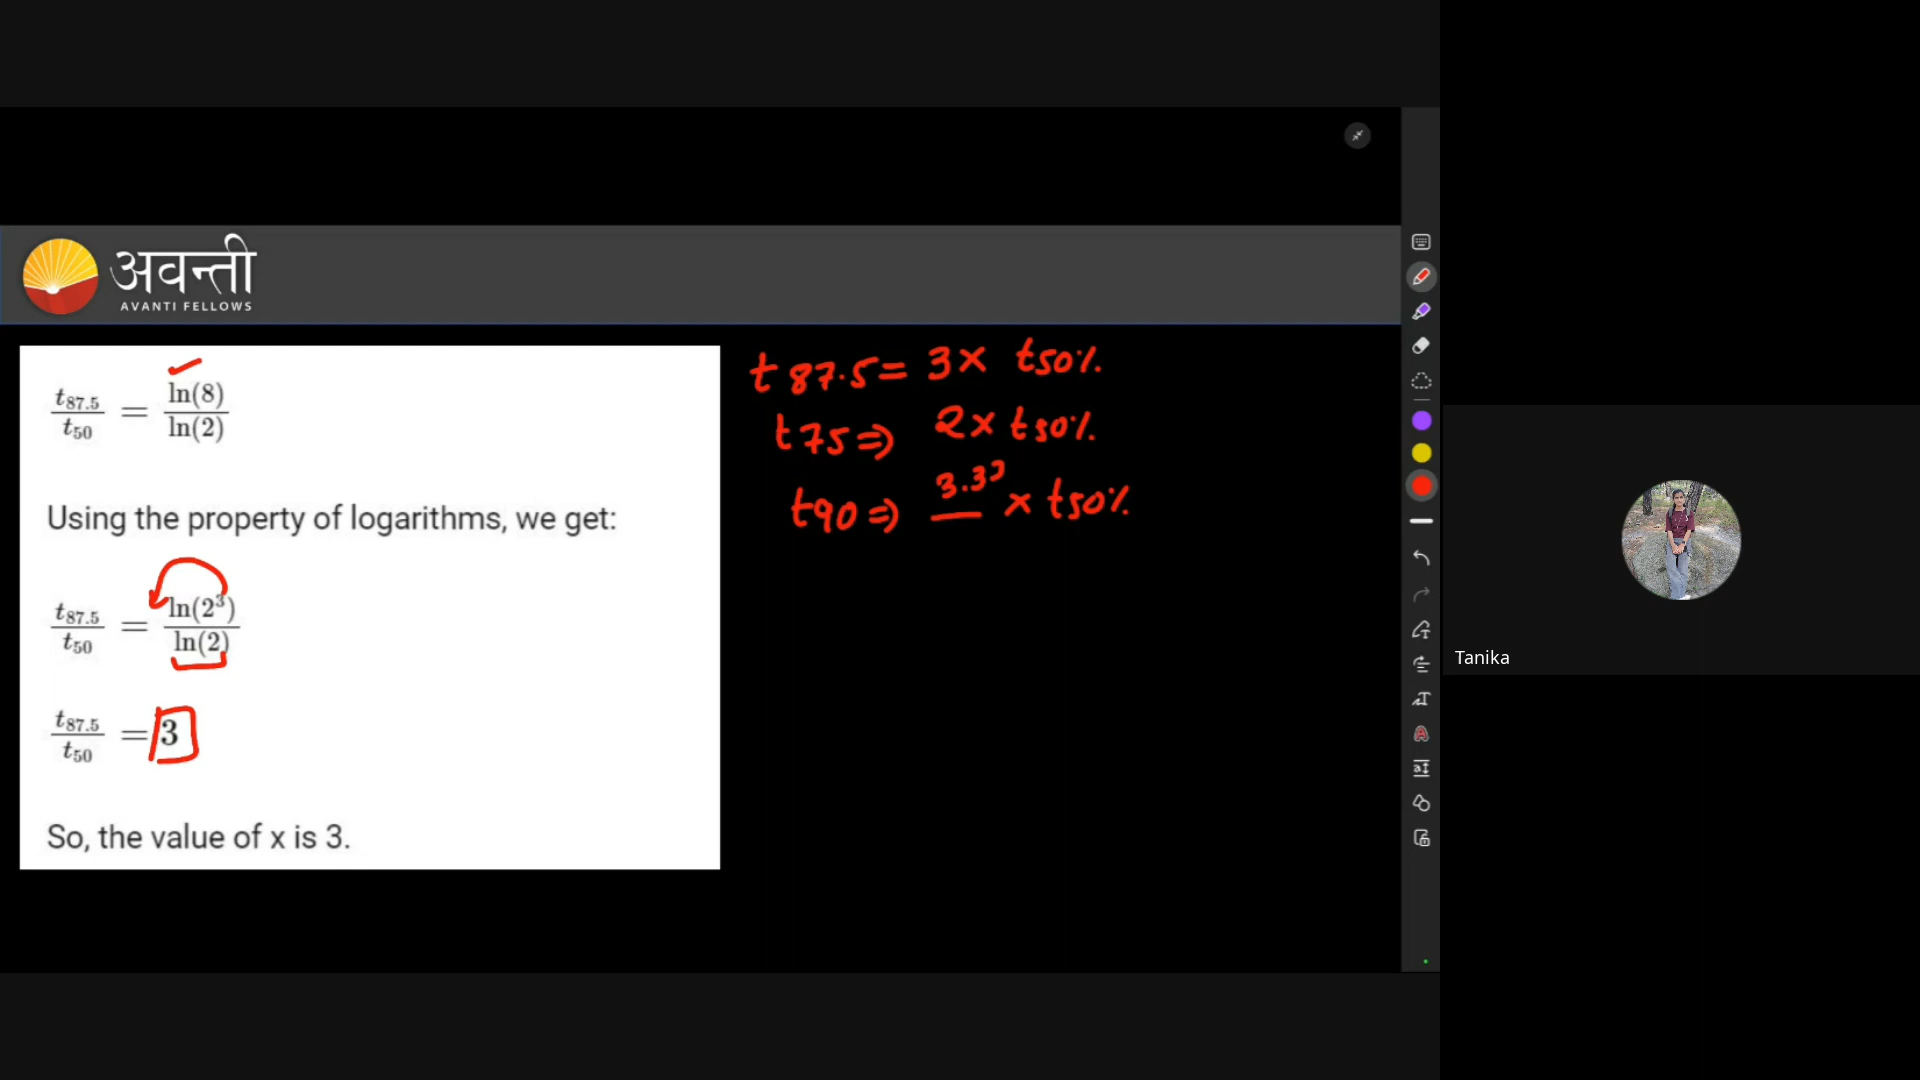 अवन्ती
AVANTI FELLOWS
t87.5/t50 = ln(8)/ln(2)
Using the property of logarithms, we get:
t87.5/t50 = ln(2³)/ln(2)
t87.5/t50 = 3
So, the value of x is 3.
t87.5 = 3 × t50%
t75 ⇒ 2 × t50%
t90 ⇒ 3.3 × t50%
Tanika